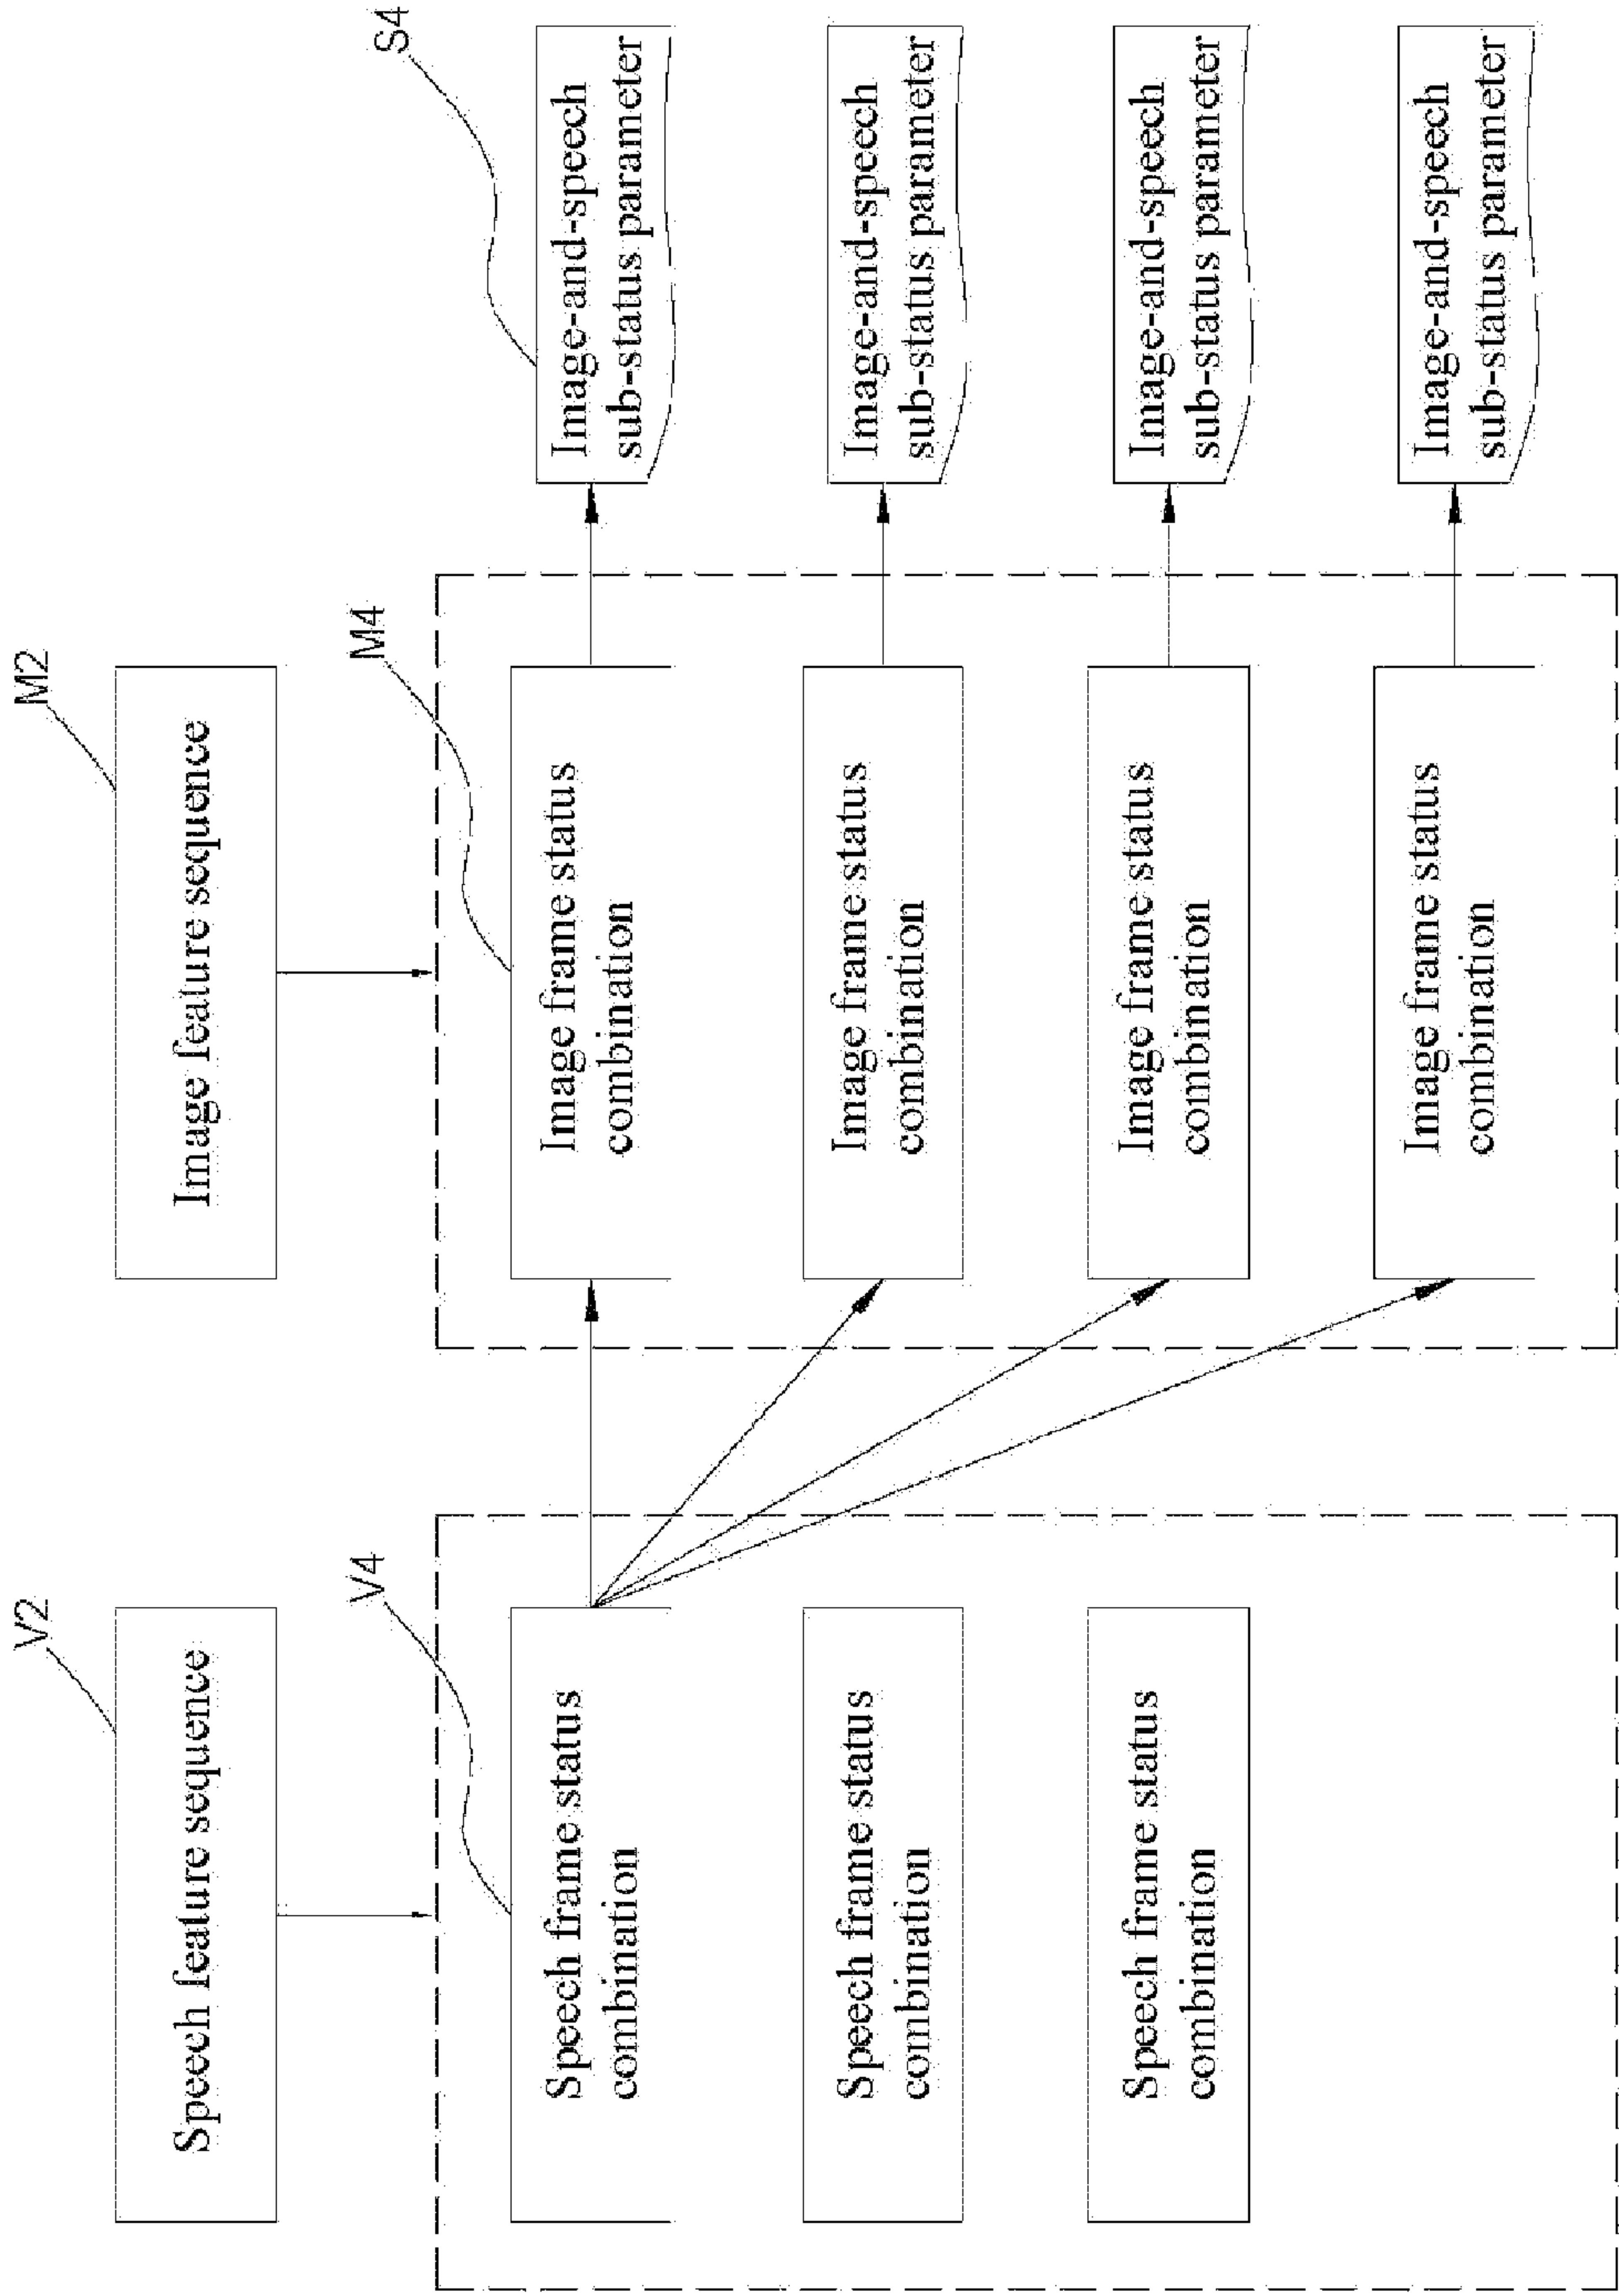 V2
Speech feature sequence
M2
Image feature sequence
V4
Speech frame status
combination
Speech frame status
combination
Speech frame status
combination
M4
Image frame status
combination
Image frame status
combination
Image frame status
combination
Image frame status
combination
S4
Image-and-speech
sub-status parameter
Image-and-speech
sub-status parameter
Image-and-speech
sub-status parameter
Image-and-speech
sub-status parameter